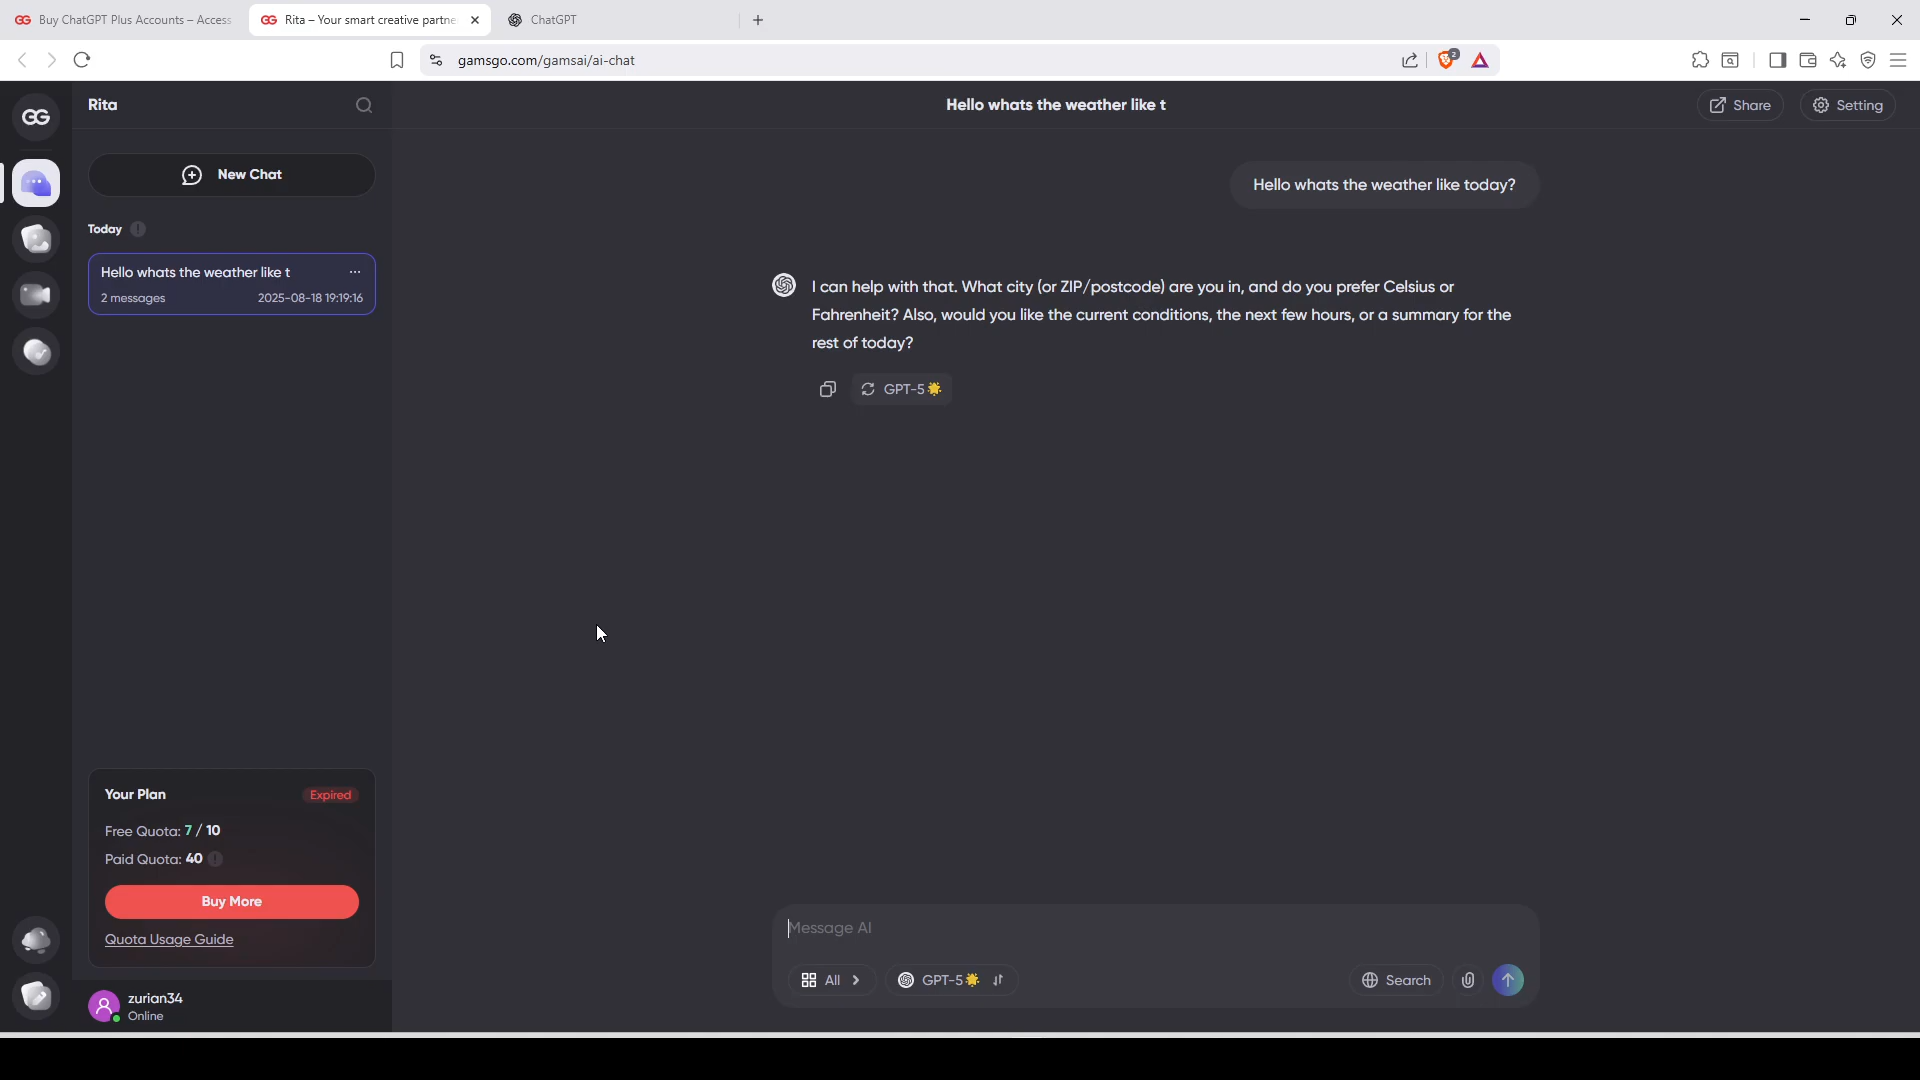 Buy ChatGPT Plus Accounts – Access
Rita – Your smart creative partne
ChatGPT
gamsgo.com/gamsai/ai-chat
2
GG
Rita
Hello whats the weather like t
Share
Setting
New Chat
Hello whats the weather like today?
Today
Hello whats the weather like t
2 messages
2025-08-18 19:19:16
I can help with that. What city (or ZIP/postcode) are you in, and do you prefer Celsius or
Fahrenheit? Also, would you like the current conditions, the next few hours, or a summary for the
rest of today?
GPT-5
Your Plan
Expired
Free Quota: 7 / 10
Paid Quota: 40
Buy More
Quota Usage Guide
Message AI
All
GPT-5
Search
zurian34
Online